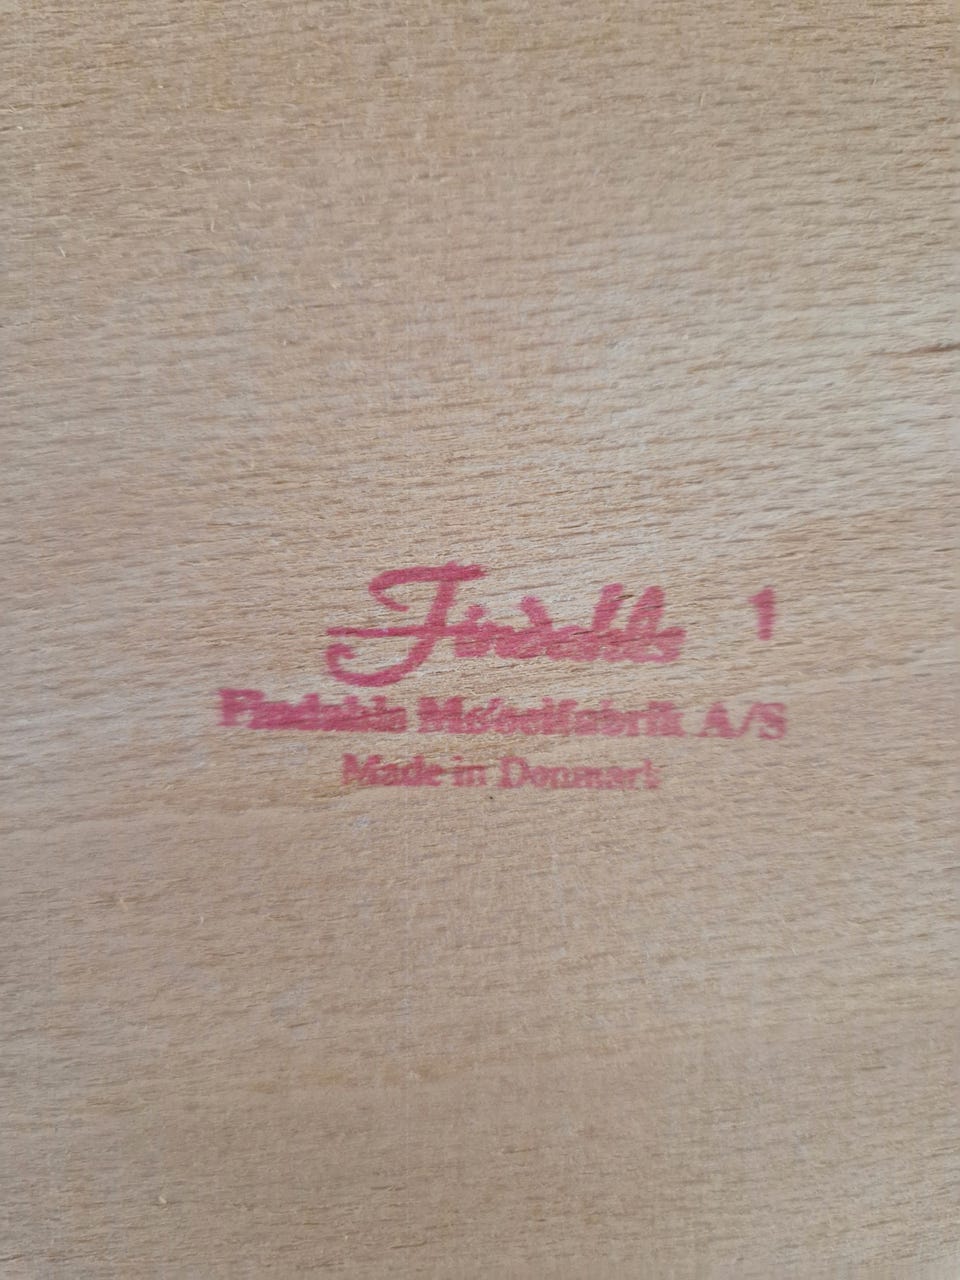 Findahls 1
Findahls Møbelfabrik A/S
Made in Denmark